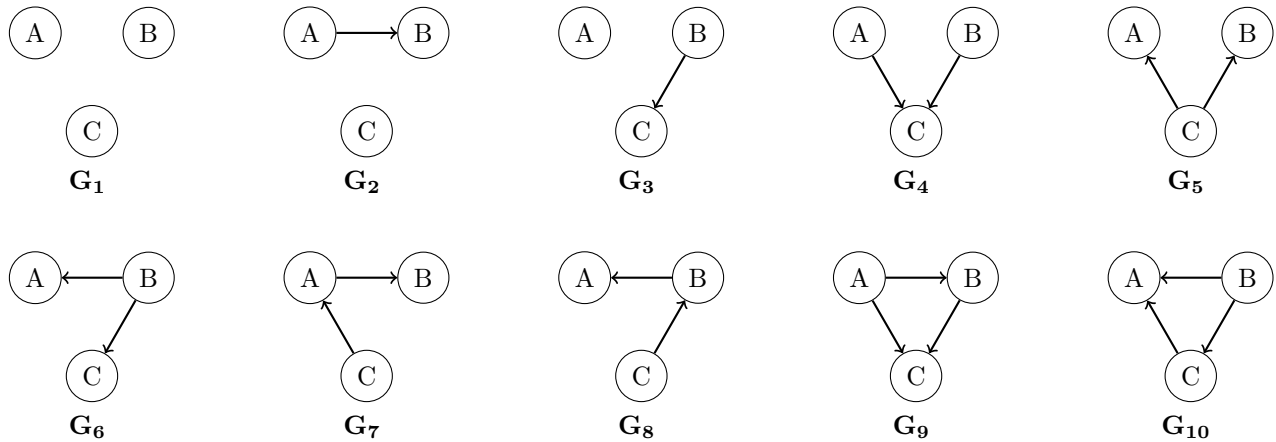 A B A B A B A B A B
C C C C C
G₁ G₂ G₃ G₄ G₅
A B A B A B A B A B
C C C C C
G₆ G₇ G₈ G₉ G₁₀